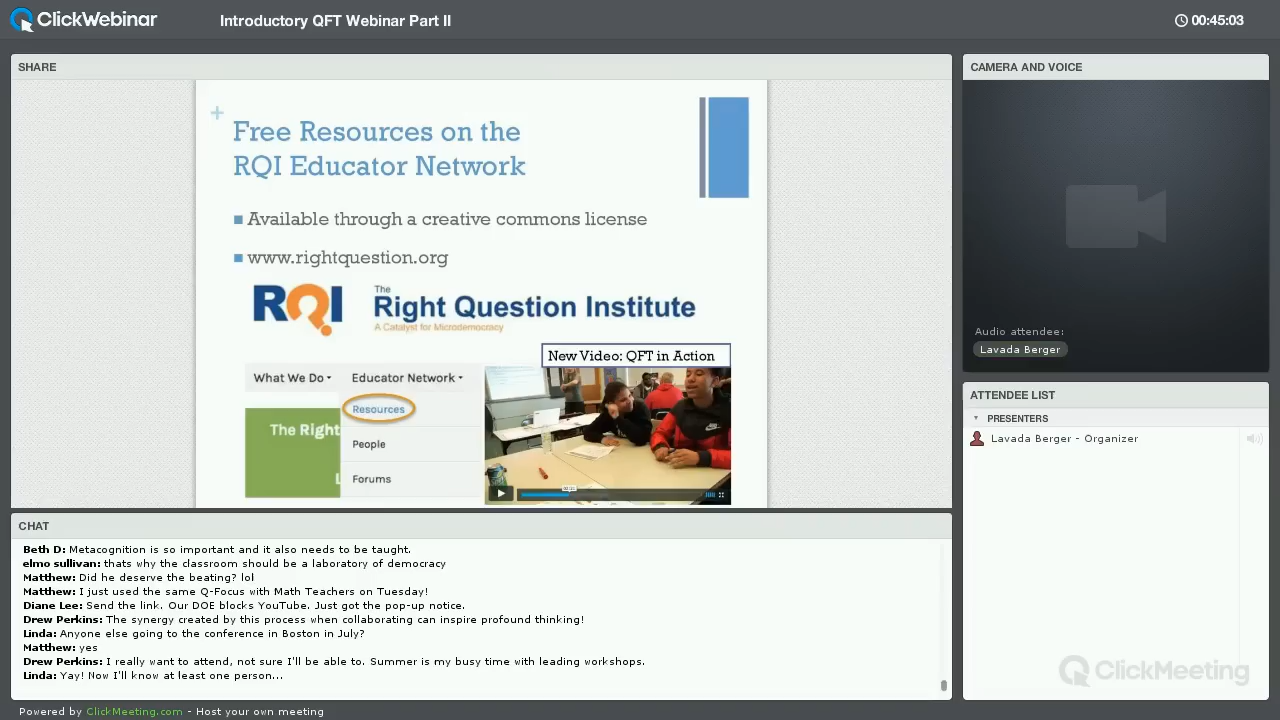 ClickWebinar
Introductory QFT Webinar Part II
00:45:03
SHARE
Free Resources on the
RQI Educator Network
Available through a creative commons license
www.rightquestion.org
RQI
The
Right Question Institute
A Catalyst for Microdemocracy
New Video: QFT in Action
What We Do
Educator Network
Resources
The Right
People
L
Forums
CAMERA AND VOICE
Audio attendee:
Lavada Berger
ATTENDEE LIST
PRESENTERS
Lavada Berger - Organizer
ClickMeeting
CHAT
Beth D: Metacognition is so important and it also needs to be taught.
elmo sullivan: thats why the classroom should be a laboratory of democracy
Matthew: Did he deserve the beating? lol
Matthew: I just used the same Q-Focus with Math Teachers on Tuesday!
Diane Lee: Send the link. Our DOE blocks YouTube. Just got the pop-up notice.
Drew Perkins: The synergy created by this process when collaborating can inspire profound thinking!
Linda: Anyone else going to the conference in Boston in July?
Matthew: yes
Drew Perkins: I really want to attend, not sure I'll be able to. Summer is my busy time with leading workshops.
Linda: Yay! Now I'll know at least one person...
Powered by ClickMeeting.com - Host your own meeting